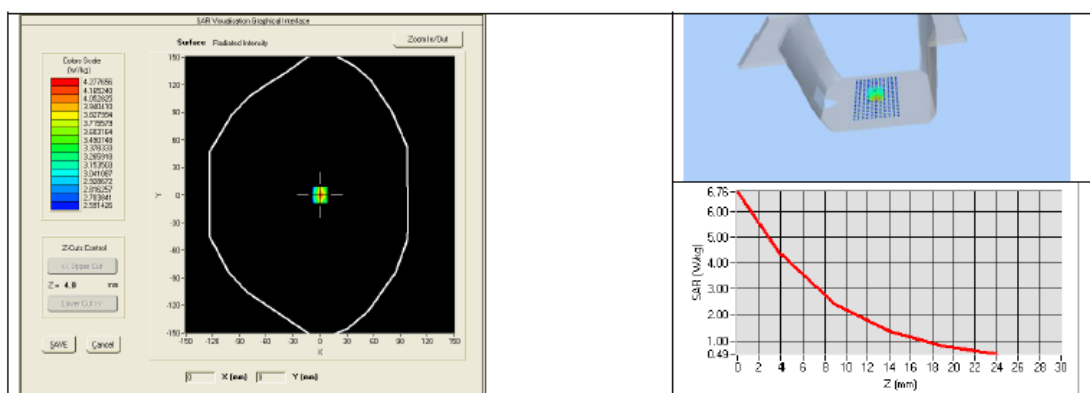 SAR Visualisation Graphical Interface
Surface Radiated Intensity
Zoom In/Out
Colors Scale
(W/kg)
4.277656
4.165240
4.052825
3.940410
3.827994
3.715579
3.603164
3.490748
3.378333
3.265918
3.153503
3.041087
2.928672
2.816257
2.703841
2.591426
150
120
90
60
30
0
-30
-60
-90
-120
-150
Y
-150 -120 -90 -60 -30 0 30 60 90 120 150
X
Z-Cuts Control
<< Upper Cut
Z = 4.0 mm
Lower Cut >>
SAVE Cancel
0 X (mm) Y (mm)
6.76
6.00
5.00
4.00
3.00
2.00
1.00
0.49
SAR (W/kg)
0 2 4 6 8 10 12 14 16 18 20 22 24 26 28 30
Z (mm)